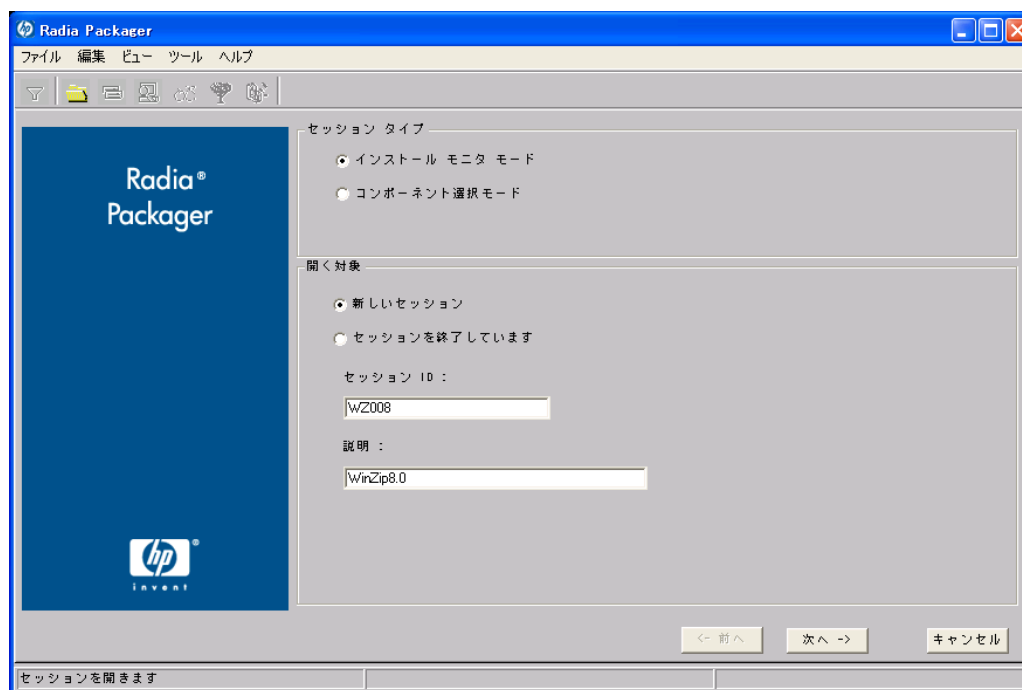 Radia Packager
ファイル 編集 ビュー ツール ヘルプ
セッション タイプ
インストール モニタ モード
コンポーネント選択モード
Radia®
Packager
開く対象
新しいセッション
セッションを終了しています
セッション ID :
WZ008
説明 :
WinZip8.0
hp®
invent
<- 前へ 次へ -> キャンセル
セッションを開きます